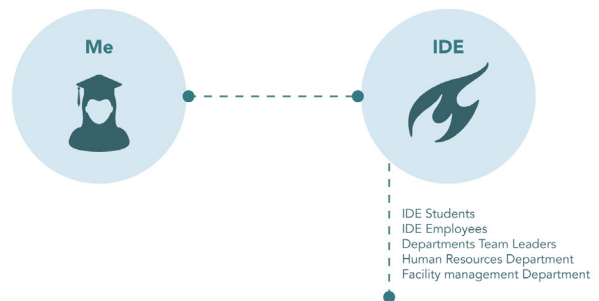 Me
IDE
IDE Students
IDE Employees
Departments Team Leaders
Human Resources Department
Facility management Department